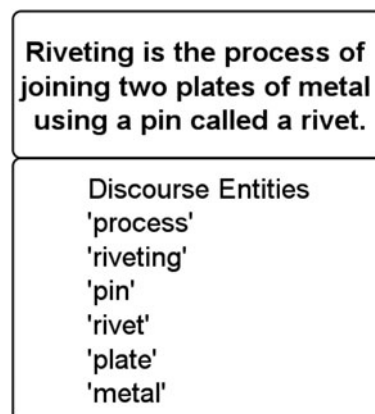 Riveting is the process of
joining two plates of metal
using a pin called a rivet.
Discourse Entities
'process'
'riveting'
'pin'
'rivet'
'plate'
'metal'